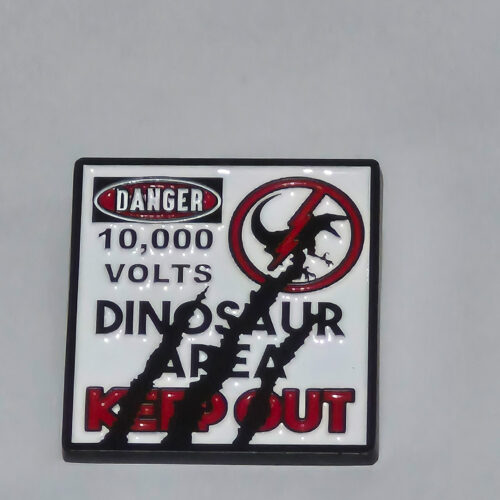 DANGER
10,000
VOLTS
DINOSAUR
AREA
KEEP OUT